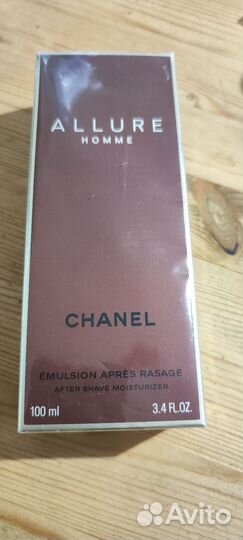 ALLURE
HOMME
CHANEL
ÉMULSION APRÈS RASAGE
AFTER SHAVE MOISTURIZER
100 ml 3.4 FL.OZ.
Avito